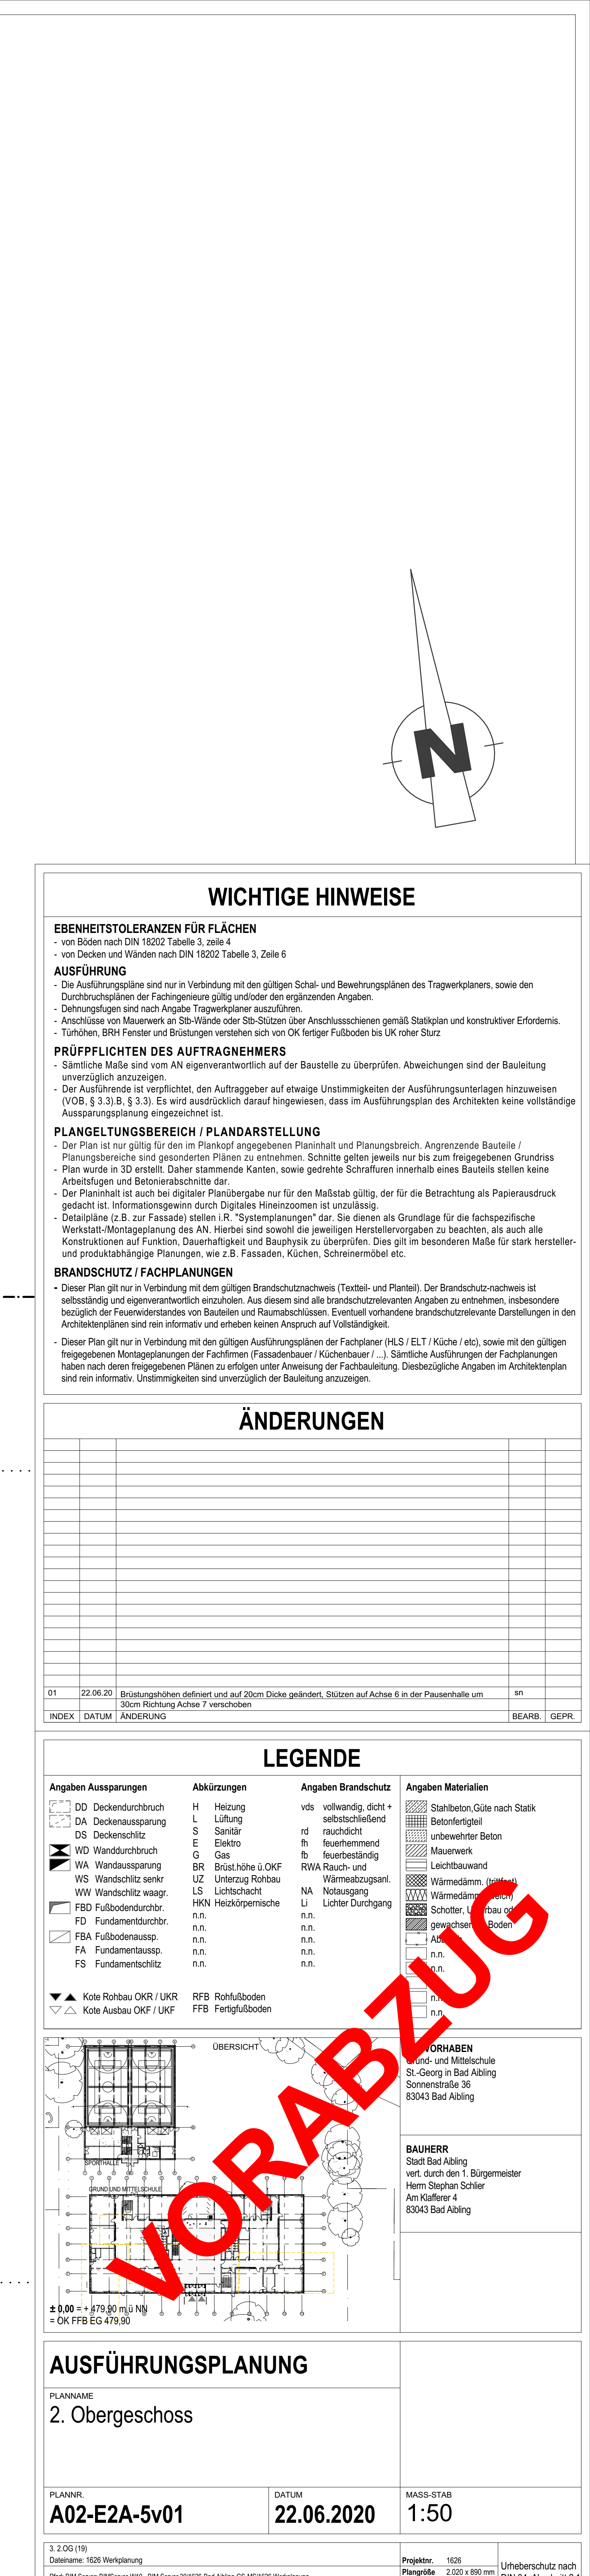 N
WICHTIGE HINWEISE
EBENHEITSTOLERANZEN FÜR FLÄCHEN
- von Böden nach DIN 18202 Tabelle 3, zeile 4
- von Decken und Wänden nach DIN 18202 Tabelle 3, Zeile 6
AUSFÜHRUNG
- Die Ausführungspläne sind nur in Verbindung mit den gültigen Schal- und Bewehrungsplänen des Tragwerkplaners, sowie den
Durchbruchsplänen der Fachingenieure gültig und/oder den ergänzenden Angaben.
- Dehnungsfugen sind nach Angabe Tragwerkplaner auszuführen.
- Anschlüsse von Mauerwerk an Stb-Wände oder Stb-Stützen über Anschlussschienen gemäß Statikplan und konstruktiver Erfordernis.
- Türhöhen, BRH Fenster und Brüstungen verstehen sich von OK fertiger Fußboden bis UK roher Sturz
PRÜFPFLICHTEN DES AUFTRAGNEHMERS
- Sämtliche Maße sind vom AN eigenverantwortlich auf der Baustelle zu überprüfen. Abweichungen sind der Bauleitung
unverzüglich anzuzeigen.
- Der Ausführende ist verpflichtet, den Auftraggeber auf etwaige Unstimmigkeiten der Ausführungsunterlagen hinzuweisen
(VOB, § 3.3).B, § 3.3). Es wird ausdrücklich darauf hingewiesen, dass im Ausführungsplan des Architekten keine vollständige
Aussparungsplanung eingezeichnet ist.
PLANGELTUNGSBEREICH / PLANDARSTELLUNG
- Der Plan ist nur gültig für den im Plankopf angegebenen Planinhalt und Planungsbreich. Angrenzende Bauteile /
Planungsbereiche sind gesonderten Plänen zu entnehmen. Schnitte gelten jeweils nur bis zum freigegebenen Grundriss
- Plan wurde in 3D erstellt. Daher stammende Kanten, sowie gedrehte Schraffuren innerhalb eines Bauteils stellen keine
Arbeitsfugen und Betonierabschnitte dar.
- Der Planinhalt ist auch bei digitaler Planübergabe nur für den Maßstab gültig, der für die Betrachtung als Papierausdruck
gedacht ist. Informationsgewinn durch Digitales Hineinzoomen ist unzulässig.
- Detailpläne (z.B. zur Fassade) stellen i.R. "Systemplanungen" dar. Sie dienen als Grundlage für die fachspezifische
Werkstatt-/Montageplanung des AN. Hierbei sind sowohl die jeweiligen Herstellervorgaben zu beachten, als auch alle
Konstruktionen auf Funktion, Dauerhaftigkeit und Bauphysik zu überprüfen. Dies gilt im besonderen Maße für stark hersteller-
und produktabhängige Planungen, wie z.B. Fassaden, Küchen, Schreinermöbel etc.
BRANDSCHUTZ / FACHPLANUNGEN
- Dieser Plan gilt nur in Verbindung mit dem gültigen Brandschutznachweis (Textteil- und Planteil). Der Brandschutz-nachweis ist
selbsständig und eigenverantwortlich einzuholen. Aus diesem sind alle brandschutzrelevanten Angaben zu entnehmen, insbesondere
bezüglich der Feuerwiderstandes von Bauteilen und Raumabschlüssen. Eventuell vorhandene brandschutzrelevante Darstellungen in den
Architektenplänen sind rein informativ und erheben keinen Anspruch auf Vollständigkeit.
- Dieser Plan gilt nur in Verbindung mit den gültigen Ausführungsplänen der Fachplaner (HLS / ELT / Küche / etc), sowie mit den gültigen
freigegebenen Montageplanungen der Fachfirmen (Fassadenbauer / Küchenbauer / ...). Sämtliche Ausführungen der Fachplanungen
haben nach deren freigegebenen Plänen zu erfolgen unter Anweisung der Fachbauleitung. Diesbezügliche Angaben im Architektenplan
sind rein informativ. Unstimmigkeiten sind unverzüglich der Bauleitung anzuzeigen.
ÄNDERUNGEN
01 22.06.20 Brüstungshöhen definiert und auf 20cm Dicke geändert, Stützen auf Achse 6 in der Pausenhalle um sn
30cm Richtung Achse 7 verschoben
INDEX DATUM ÄNDERUNG BEARB. GEPR.
LEGENDE
Angaben Aussparungen
DD Deckendurchbruch
DA Deckenaussparung
DS Deckenschlitz
WD Wanddurchbruch
WA Wandaussparung
WS Wandschlitz senkr
WW Wandschlitz waagr.
FBD Fußbodendurchbr.
FD Fundamentdurchbr.
FBA Fußbodenaussp.
FA Fundamentaussp.
FS Fundamentschlitz
Kote Rohbau OKR / UKR
Kote Ausbau OKF / UKF
Abkürzungen
H Heizung
L Lüftung
S Sanitär
E Elektro
G Gas
BR Brüst.höhe ü.OKF
UZ Unterzug Rohbau
LS Lichtschacht
HKN Heizkörpernische
n.n.
n.n.
n.n.
n.n.
n.n.
RFB Rohfußboden
FFB Fertigfußboden
Angaben Brandschutz
vds vollwandig, dicht +
selbstschließend
rd rauchdicht
fh feuerhemmend
fb feuerbeständig
RWA Rauch- und
Wärmeabzugsanl.
NA Notausgang
Li Lichter Durchgang
n.n.
n.n.
n.n.
n.n.
n.n.
Angaben Materialien
Stahlbeton,Güte nach Statik
Betonfertigteil
unbewehrter Beton
Mauerwerk
Leichtbauwand
Wärmedämm.
Wärmedämm.
Schotter,
Boden
n.n.
n.n.
n.n.
n.n.
VORABZUG
ÜBERSICHT
SPORTHALLE
GRUND UND MITTELSCHULE
± 0,00 = + 479,90 m ü NN
= OK FFB EG 479,90
VORHABEN
Grund- und Mittelschule
St.-Georg in Bad Aibling
Sonnenstraße 36
83043 Bad Aibling
BAUHERR
Stadt Bad Aibling
vert. durch den 1. Bürgermeister
Herrn Stephan Schlier
Am Klafferer 4
83043 Bad Aibling
AUSFÜHRUNGSPLANUNG
PLANNAME
2. Obergeschoss
PLANNR.
A02-E2A-5v01
DATUM
22.06.2020
MASS-STAB
1:50
3. 2.OG (19)
Dateiname: 1626 Werkplanung
Projektnr. 1626
Plangröße 2.020 x 890 mm
Urheberschutz nach